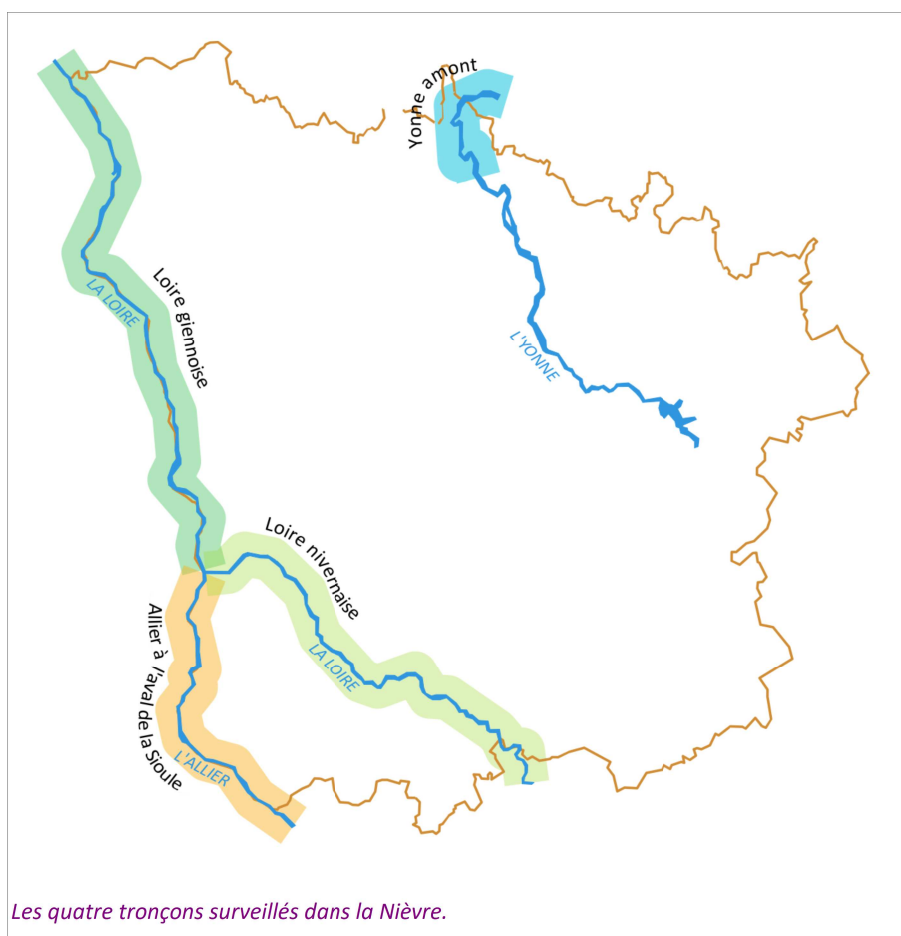 Yonne amont
Loire giennoise
LA LOIRE
L'YONNE
Loire nivernaise
LA LOIRE
Allier à l'aval de la Sioule
L'ALLIER
Les quatre tronçons surveillés dans la Nièvre.